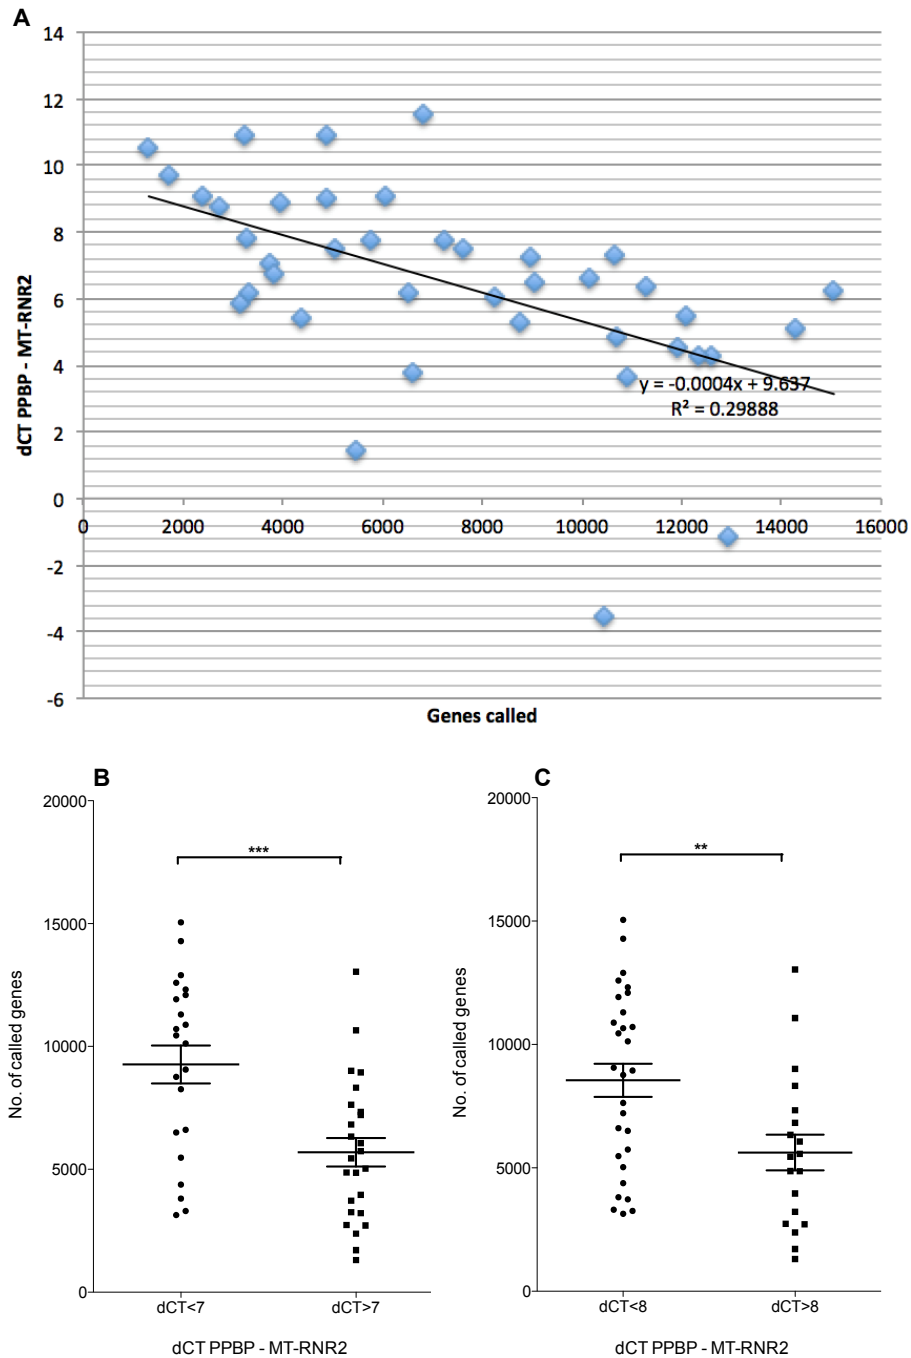 A
14
12
10
8
6
4
2
0
-2
-4
-6
0 2000 4000 6000 8000 10000 12000 14000 16000
dCT PPBP - MT-RNR2
y = -0.0004x + 9.637
R² = 0.29888
Genes called
B
20000
15000
10000
5000
0
No. of called genes
***
dCT<7 dCT>7
dCT PPBP - MT-RNR2
C
20000
15000
10000
5000
0
No. of called genes
**
dCT<8 dCT>8
dCT PPBP - MT-RNR2